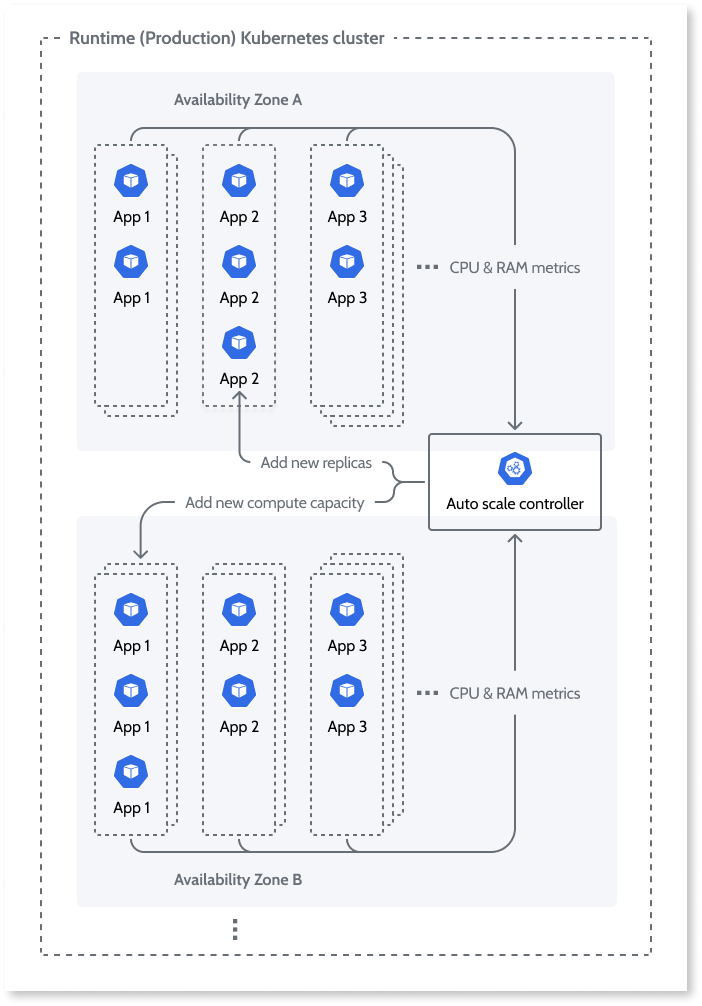 Runtime (Production) Kubernetes cluster
Availability Zone A
App 1
App 2
App 3
App 1
App 2
App 3
App 2
CPU & RAM metrics
Add new replicas
Add new compute capacity
Auto scale controller
App 1
App 2
App 3
App 1
App 2
App 3
App 1
CPU & RAM metrics
Availability Zone B